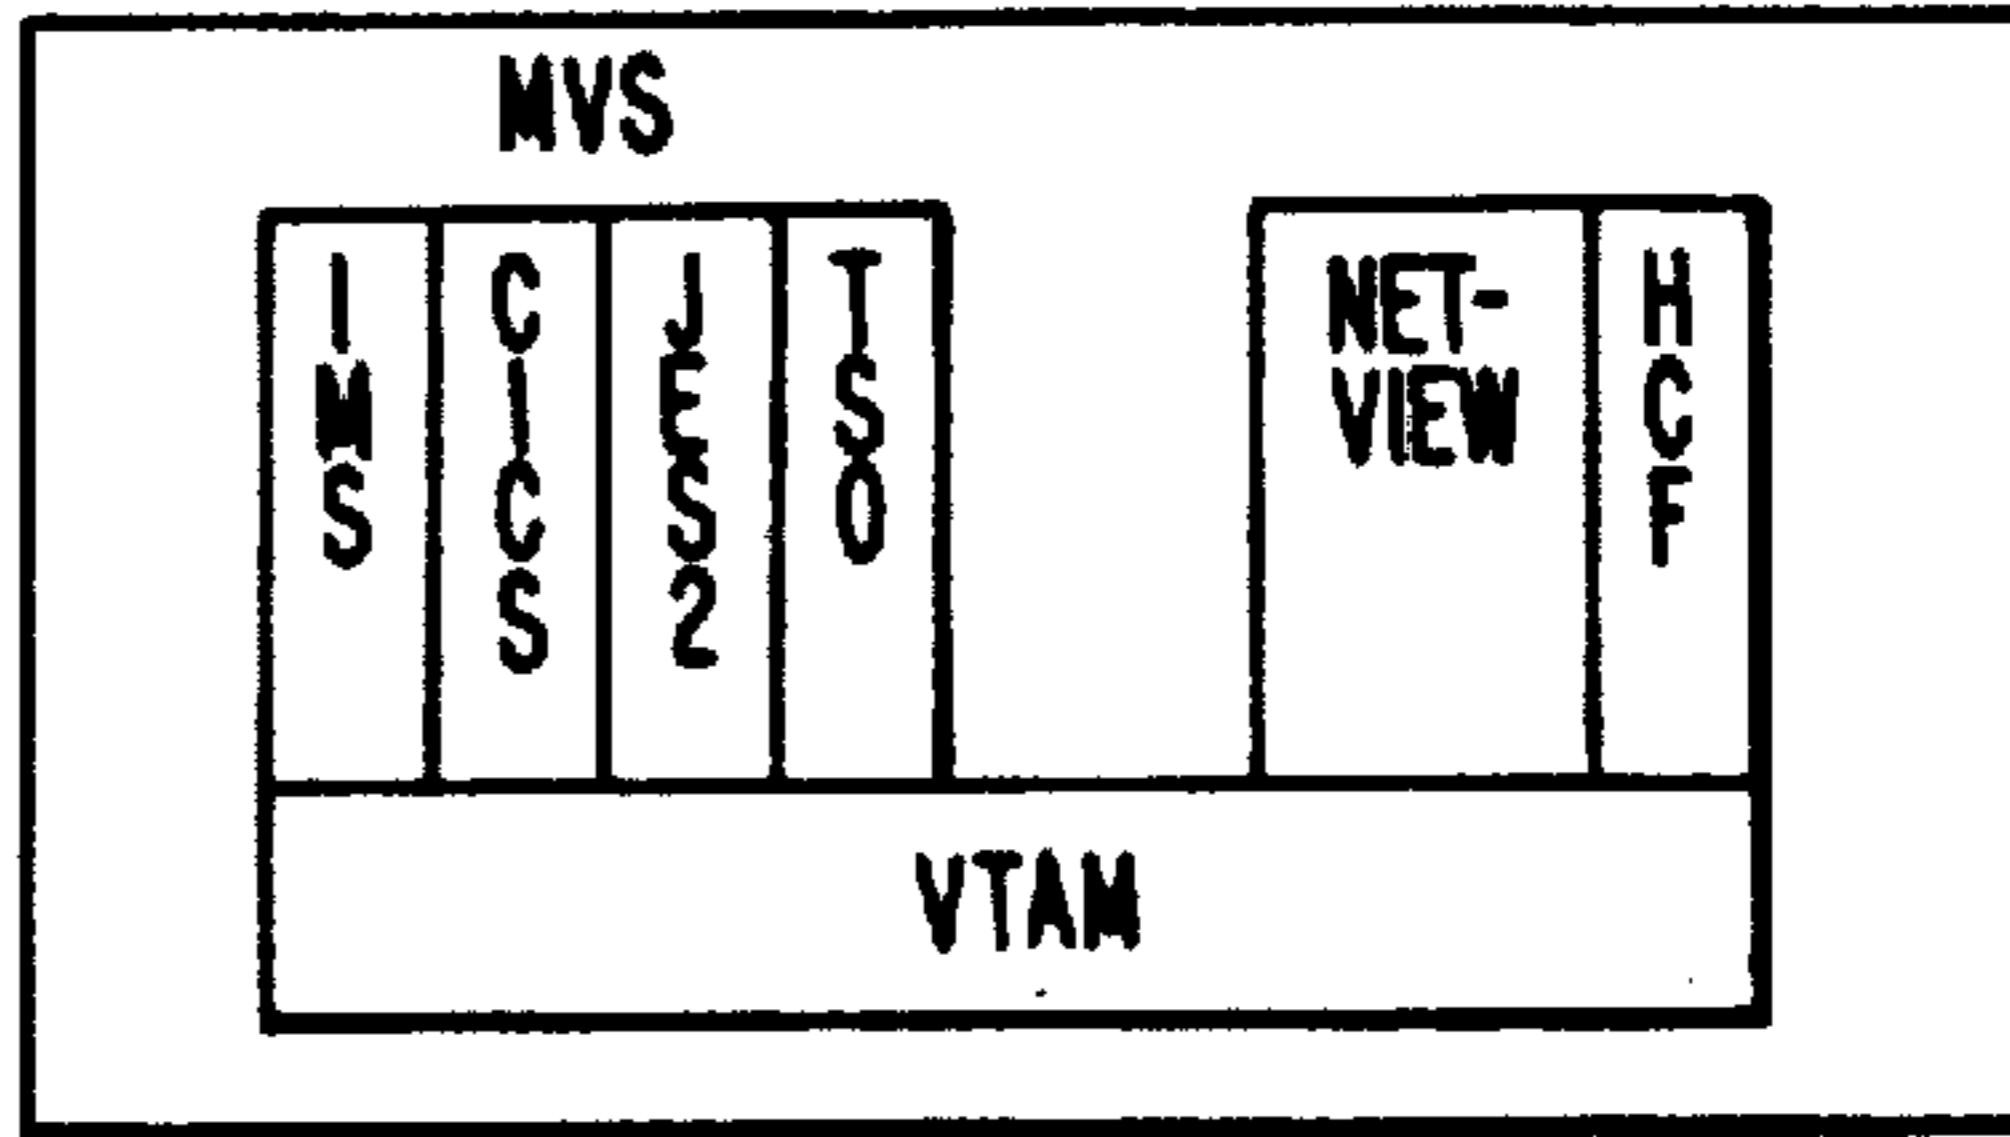 MVS
IMS
CICS
JES2
TSO
NET-
VIEW
HCF
VTAM